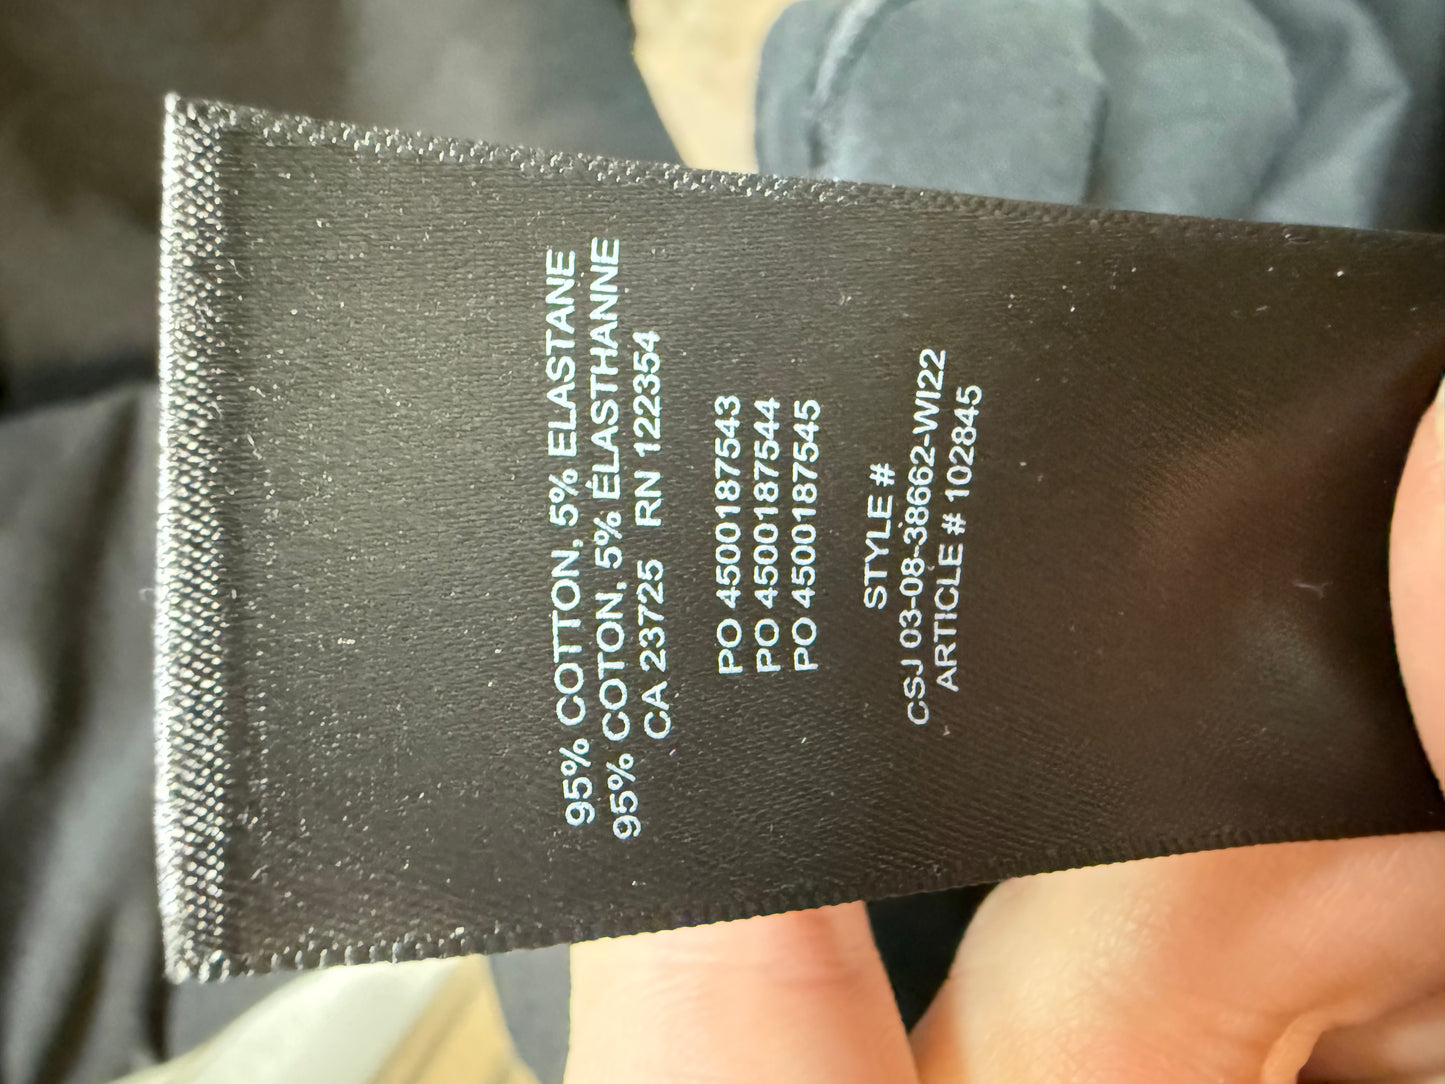 95% COTTON, 5% ELASTANE
95% COTON, 5% ÉLASTHANNE
CA 23725 RN 122354
PO 4500187543
PO 4500187544
PO 4500187545
STYLE #
CSJ 03-08-38662-WI22
ARTICLE # 102845